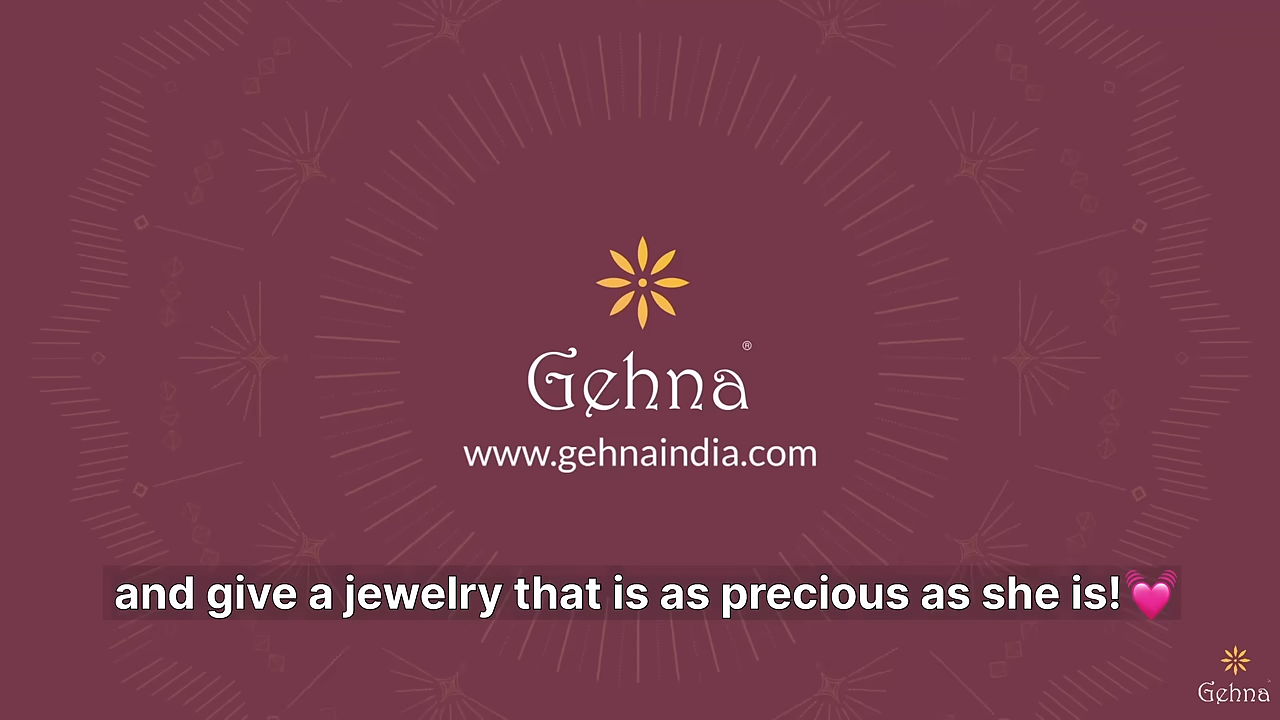 Gehna®
www.gehnaindia.com
and give a jewelry that is as precious as she is!💓
Gehna